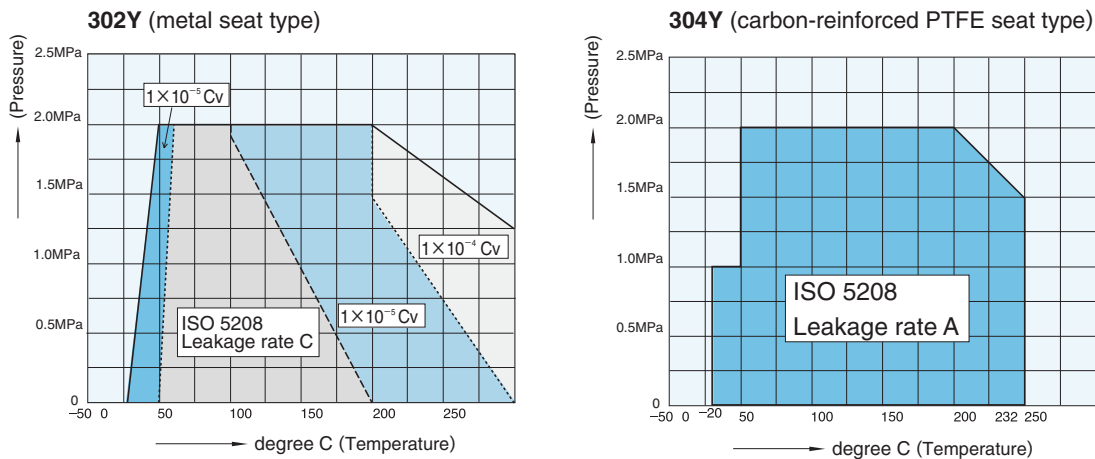 302Y (metal seat type)
(Pressure)
2.5MPa
2.0MPa
1.5MPa
1.0MPa
0.5MPa
0
1×10⁻⁵ Cv
1×10⁻⁴ Cv
1×10⁻⁵ Cv
ISO 5208
Leakage rate C
−50 0 50 100 150 200 250
degree C (Temperature)
304Y (carbon-reinforced PTFE seat type)
(Pressure)
2.5MPa
2.0MPa
1.5MPa
1.0MPa
0.5MPa
0
ISO 5208
Leakage rate A
−50 0 −20 50 100 150 200 232 250
degree C (Temperature)